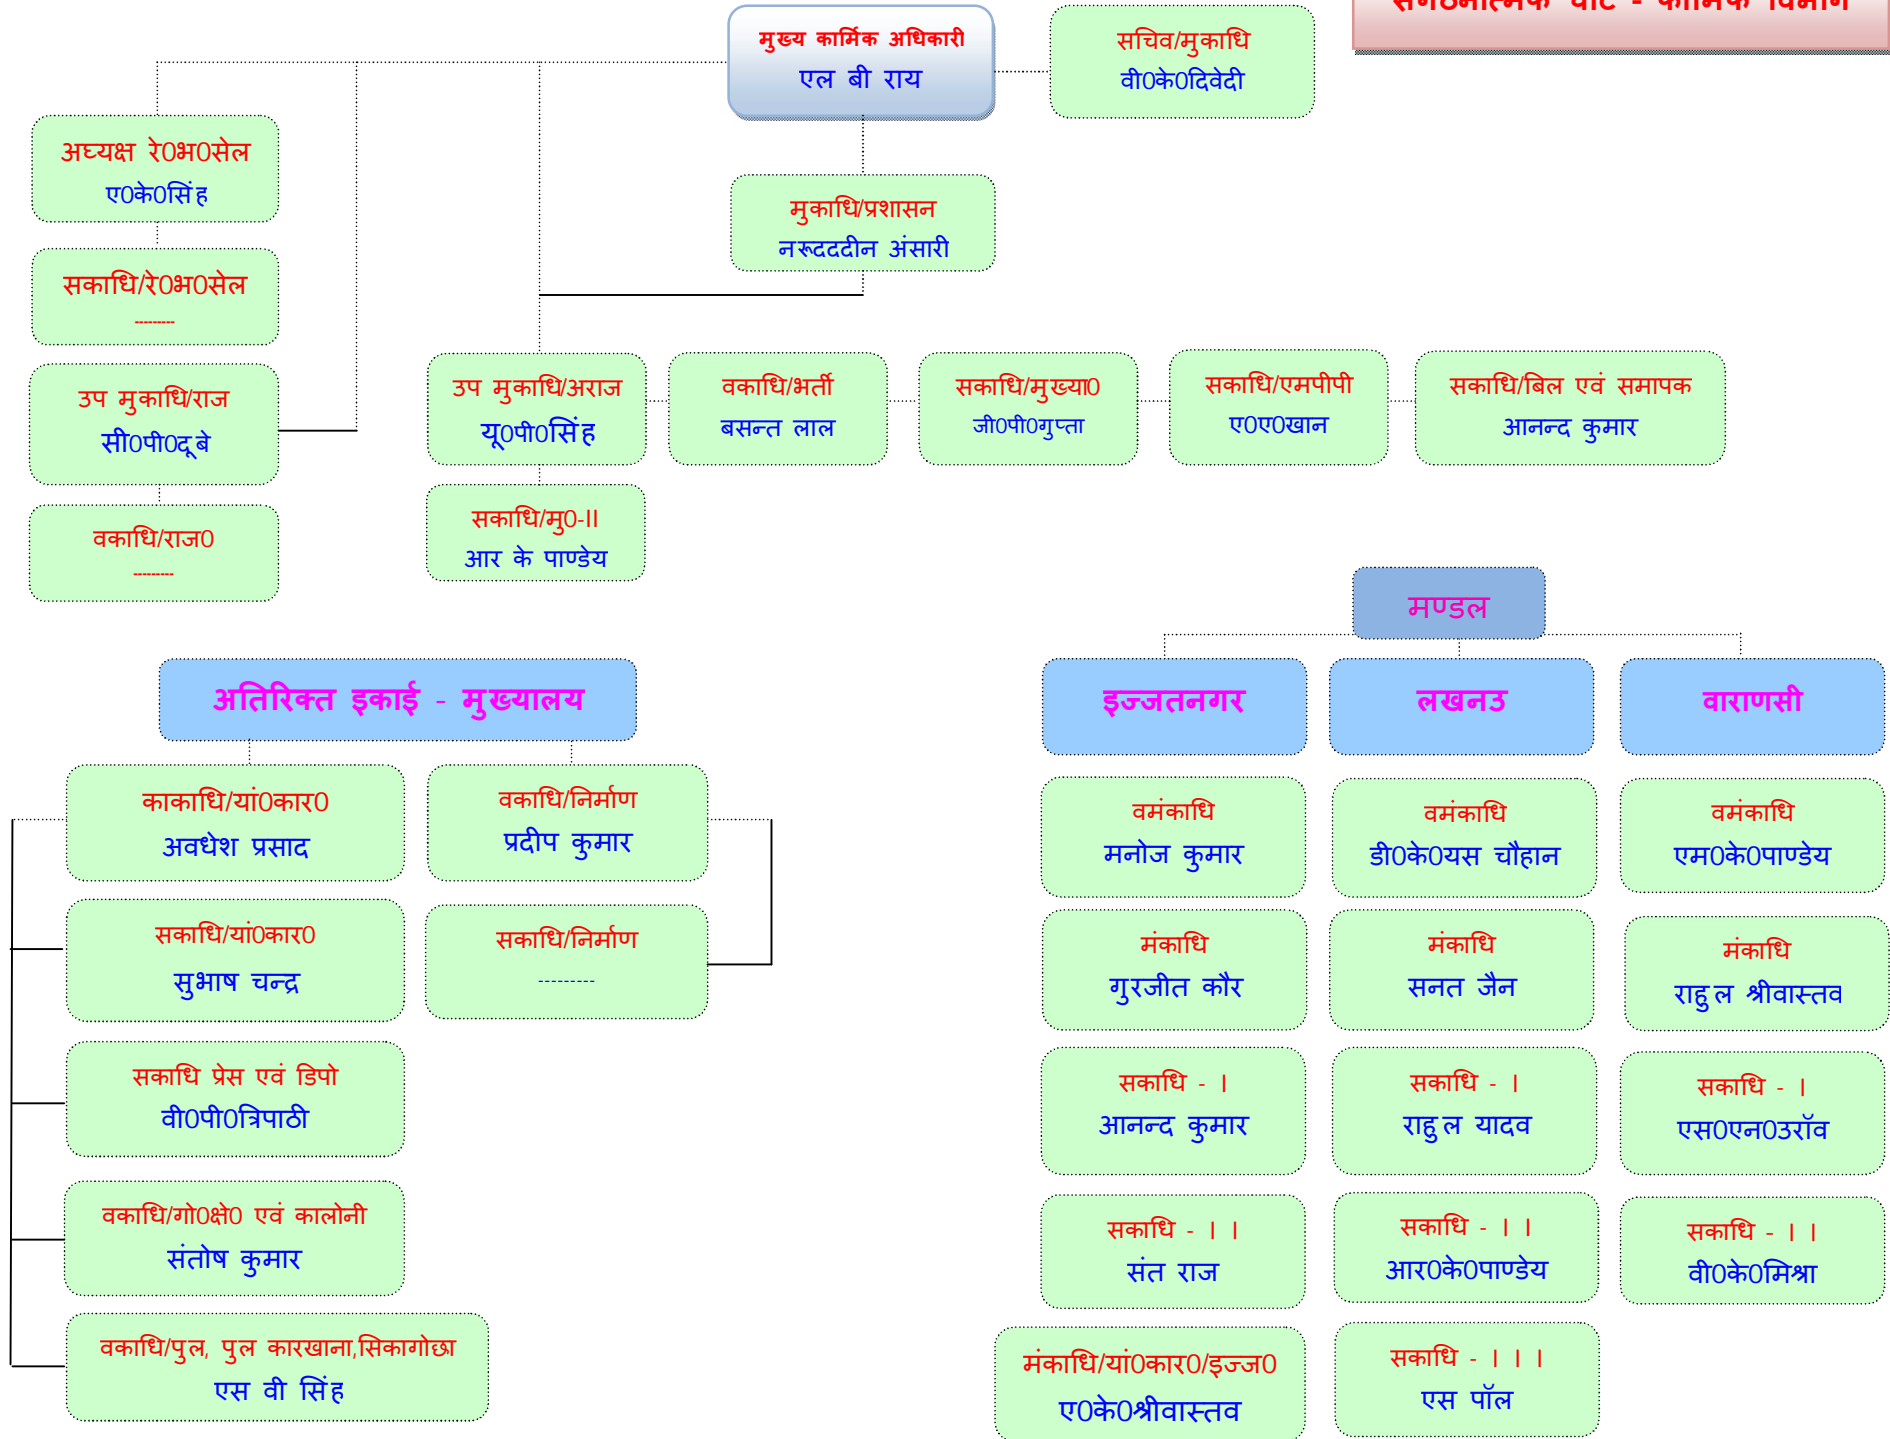 संगठनात्मक चार्ट - कार्मिक विभाग
मुख्य कार्मिक अधिकारी
एल बी राय
सचिव/मुकाधि
वी0के0दिवेदी
अघ्यक्ष रे0भ0सेल
ए0के0सिंह
मुकाधि/प्रशासन
नरूदददीन अंसारी
सकाधि/रे0भ0सेल
---------
उप मुकाधि/राज
सी0पी0दूबे
उप मुकाधि/अराज
यू0पी0सिंह
वकाधि/भर्ती
बसन्त लाल
सकाधि/मुख्या0
जी0पी0गुप्ता
सकाधि/एमपीपी
ए0ए0खान
सकाधि/बिल एवं समापक
आनन्द कुमार
वकाधि/राज0
---------
सकाधि/मु0-II
आर के पाण्डेय
अतिरिक्त इकाई - मुख्यालय
काकाधि/यां0कार0
अवधेश प्रसाद
वकाधि/निर्माण
प्रदीप कुमार
सकाधि/यां0कार0
सुभाष चन्द्र
सकाधि/निर्माण
---------
सकाधि प्रेस एवं डिपो
वी0पी0त्रिपाठी
वकाधि/गो0क्षे0 एवं कालोनी
संतोष कुमार
वकाधि/पुल, पुल कारखाना,सिकागोछा
एस वी सिंह
मण्डल
इज्जतनगर
लखनउ
वाराणसी
वमंकाधि
मनोज कुमार
वमंकाधि
डी0के0यस चौहान
वमंकाधि
एम0के0पाण्डेय
मंकाधि
गुरजीत कौर
मंकाधि
सनत जैन
मंकाधि
राहुल श्रीवास्तव
सकाधि - I
आनन्द कुमार
सकाधि - I
राहुल यादव
सकाधि - I
एस0एन0उरॉव
सकाधि - I I
संत राज
सकाधि - I I
आर0के0पाण्डेय
सकाधि - I I
वी0के0मिश्रा
मंकाधि/यां0कार0/इज्ज0
ए0के0श्रीवास्तव
सकाधि - I I I
एस पॉल